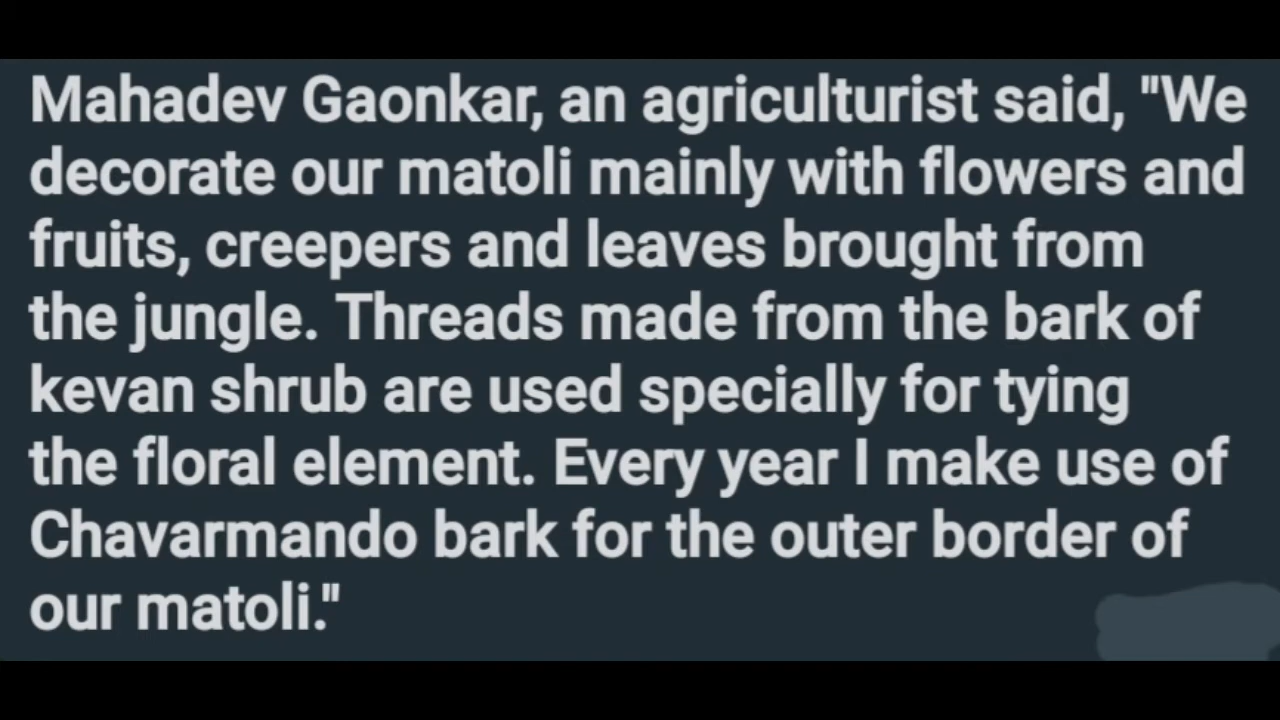 Mahadev Gaonkar, an agriculturist said, "We
decorate our matoli mainly with flowers and
fruits, creepers and leaves brought from
the jungle. Threads made from the bark of
kevan shrub are used specially for tying
the floral element. Every year I make use of
Chavarmando bark for the outer border of
our matoli."